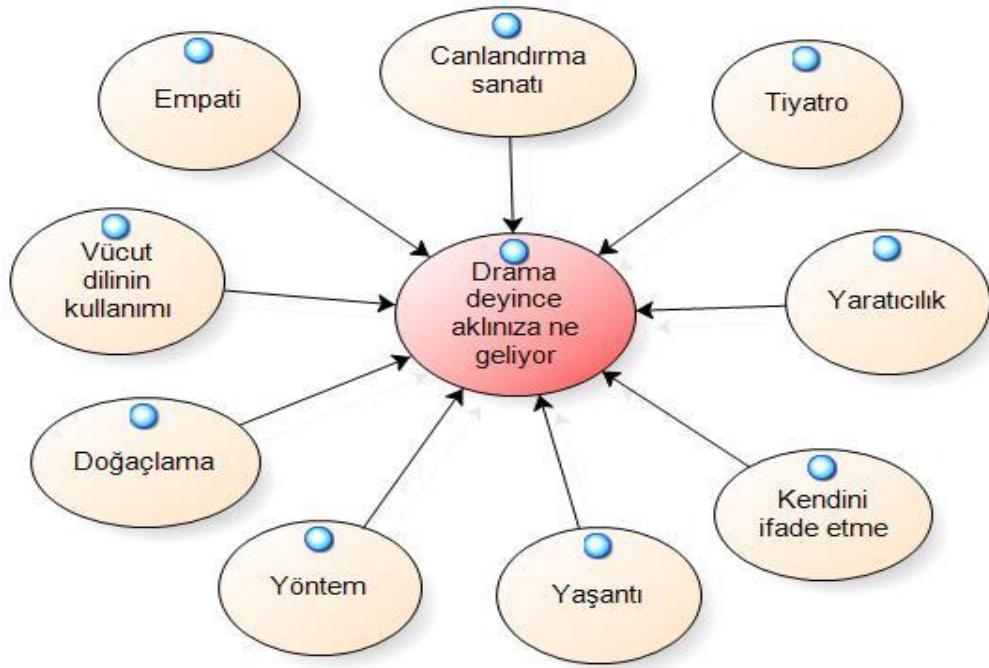 Canlandırma
sanatı
Empati
Tiyatro
Vücut
dilinin
kullanımı
Drama
deyince
aklınıza ne
geliyor
Yaratıcılık
Doğaçlama
Kendini
ifade etme
Yöntem
Yaşantı